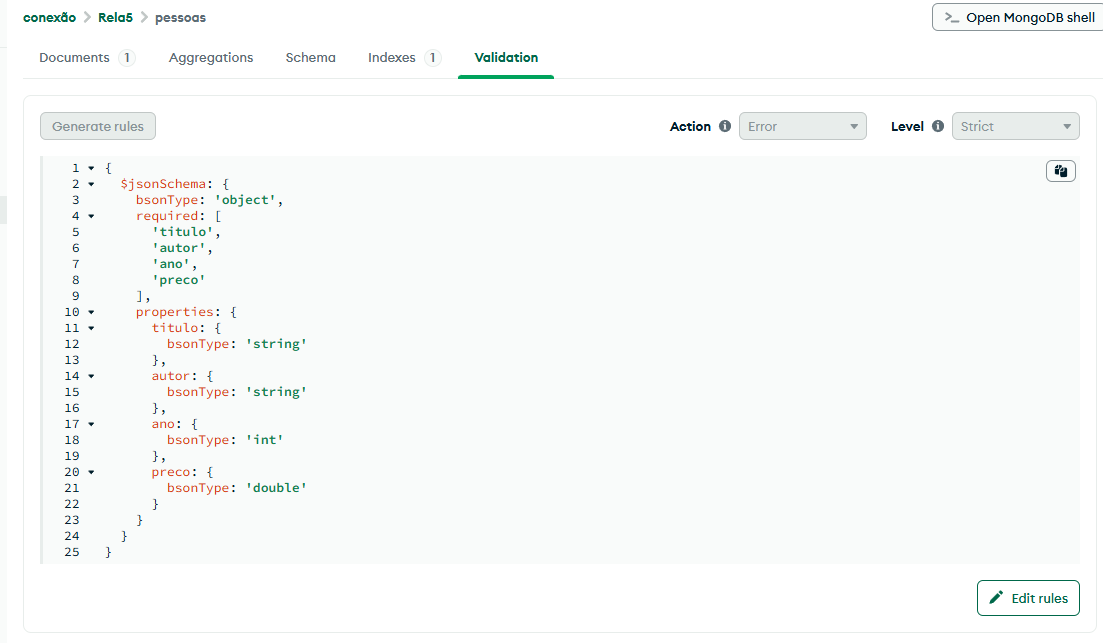 conexão > Rela5 > pessoas
>_ Open MongoDB shell
Documents 1 Aggregations Schema Indexes 1 Validation
Generate rules Action i Error Level i Strict
1 {
2 $jsonSchema: {
3 bsonType: 'object',
4 required: [
5 'titulo',
6 'autor',
7 'ano',
8 'preco'
9 ],
10 properties: {
11 titulo: {
12 bsonType: 'string'
13 },
14 autor: {
15 bsonType: 'string'
16 },
17 ano: {
18 bsonType: 'int'
19 },
20 preco: {
21 bsonType: 'double'
22 }
23 }
24 }
25 }
Edit rules